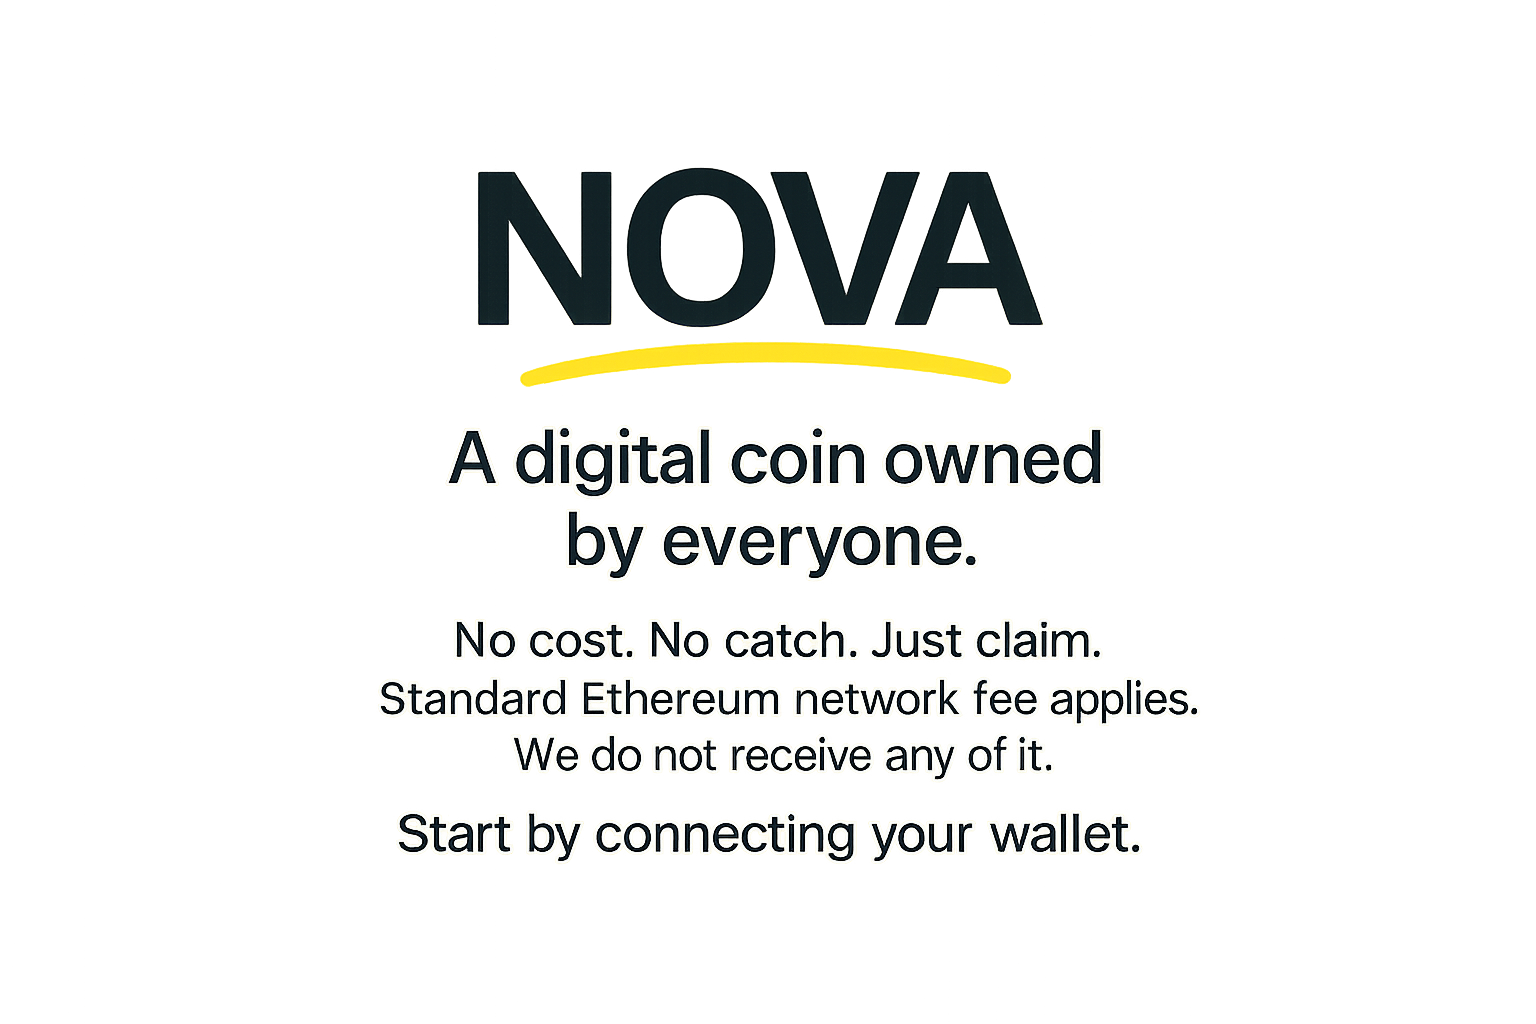 NOVA
A digital coin owned
by everyone.
No cost. No catch. Just claim.
Standard Ethereum network fee applies.
We do not receive any of it.
Start by connecting your wallet.